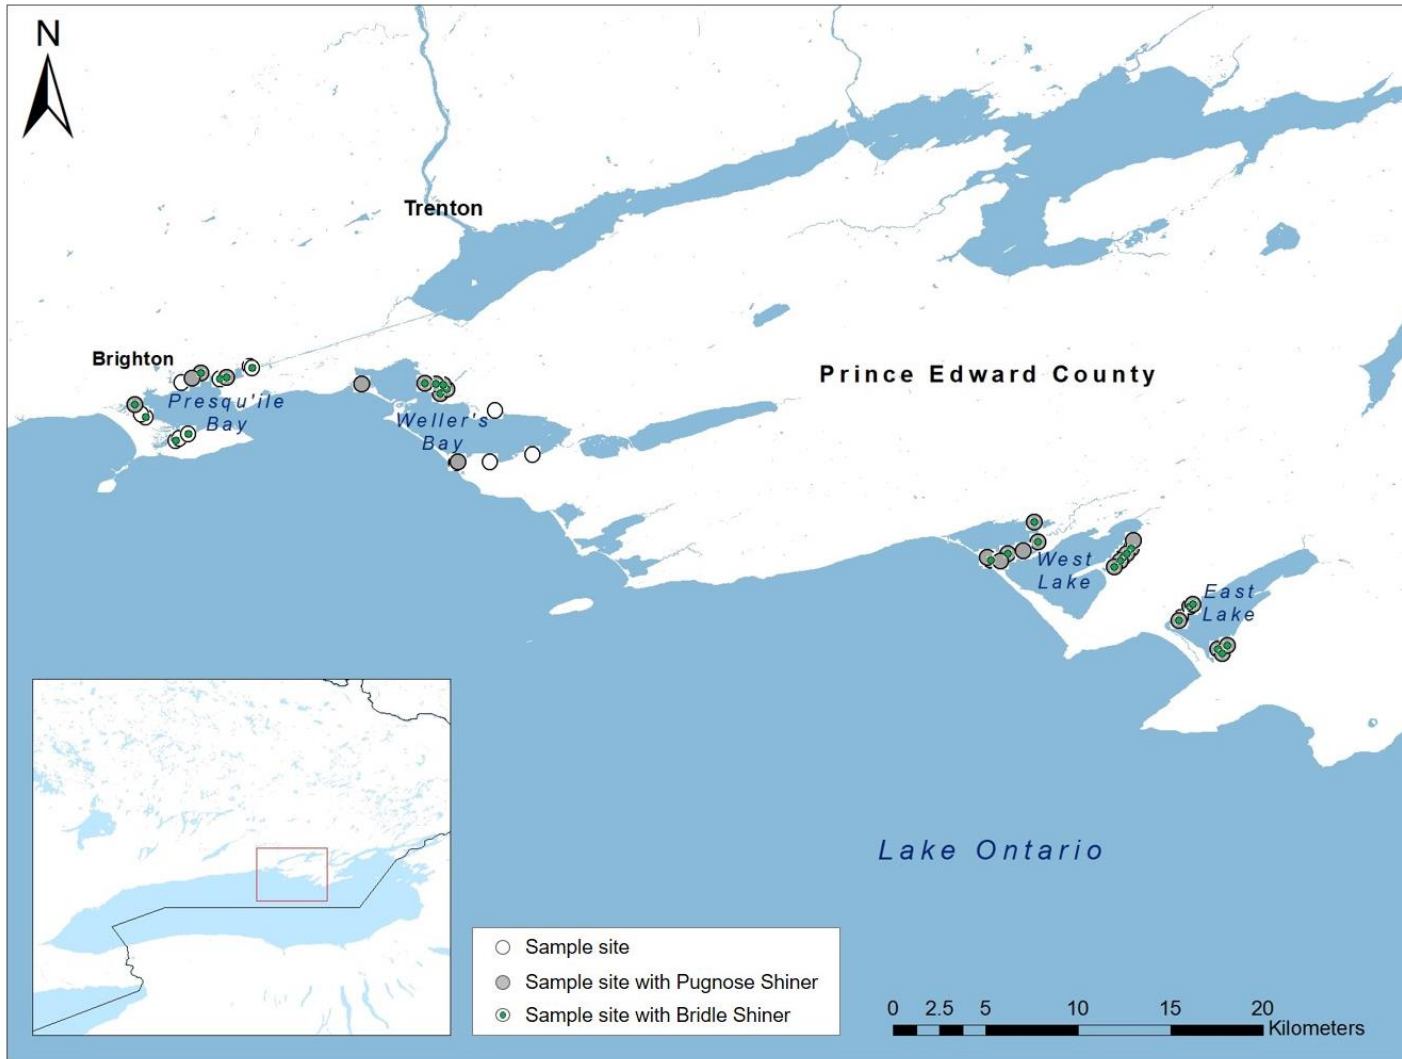 N
Trenton
Brighton
Prince Edward County
Presqu'ile
Bay
Weller's
Bay
West
Lake
East
Lake
Lake Ontario
Sample site
Sample site with Pugnose Shiner
Sample site with Bridle Shiner
0 2.5 5 10 15 20
Kilometers